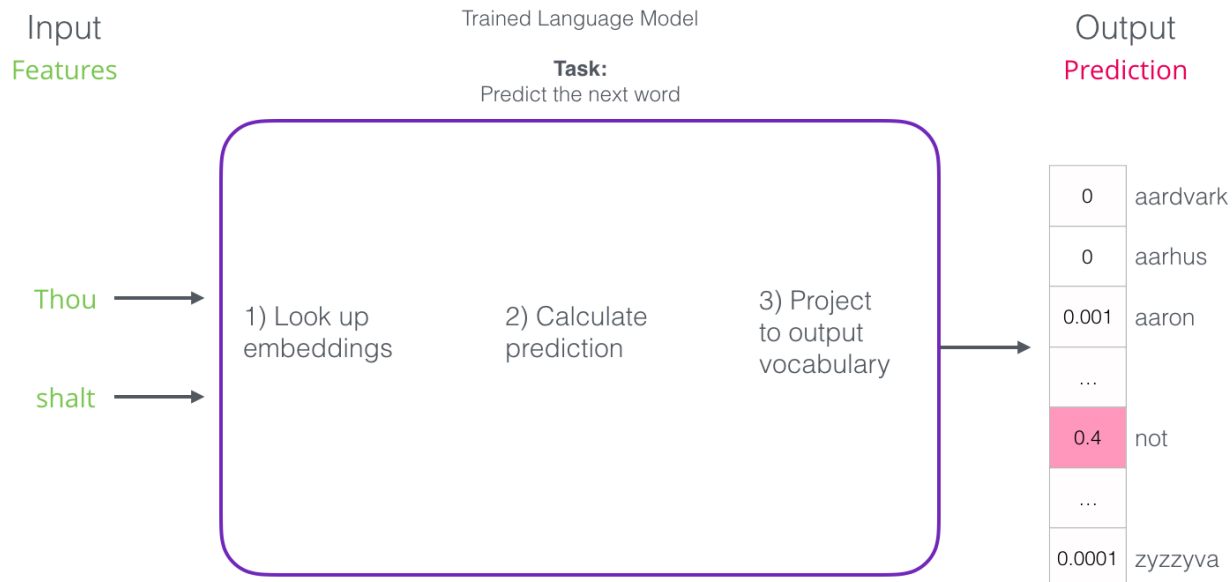 Input
Features
Trained Language Model
Task:
Predict the next word
Output
Prediction
Thou
shalt
1) Look up
embeddings
2) Calculate
prediction
3) Project
to output
vocabulary
0 aardvark
0 aarhus
0.001 aaron
...
0.4 not
...
0.0001 zyzzyva